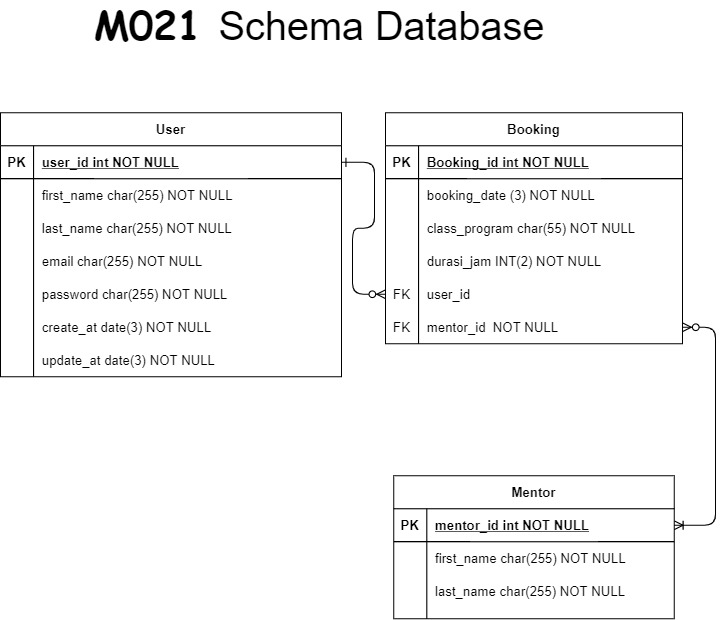 M021 Schema Database
User
PK user_id int NOT NULL
first_name char(255) NOT NULL
last_name char(255) NOT NULL
email char(255) NOT NULL
password char(255) NOT NULL
create_at date(3) NOT NULL
update_at date(3) NOT NULL
Booking
PK Booking_id int NOT NULL
booking_date (3) NOT NULL
class_program char(55) NOT NULL
durasi_jam INT(2) NOT NULL
FK user_id
FK mentor_id NOT NULL
Mentor
PK mentor_id int NOT NULL
first_name char(255) NOT NULL
last_name char(255) NOT NULL